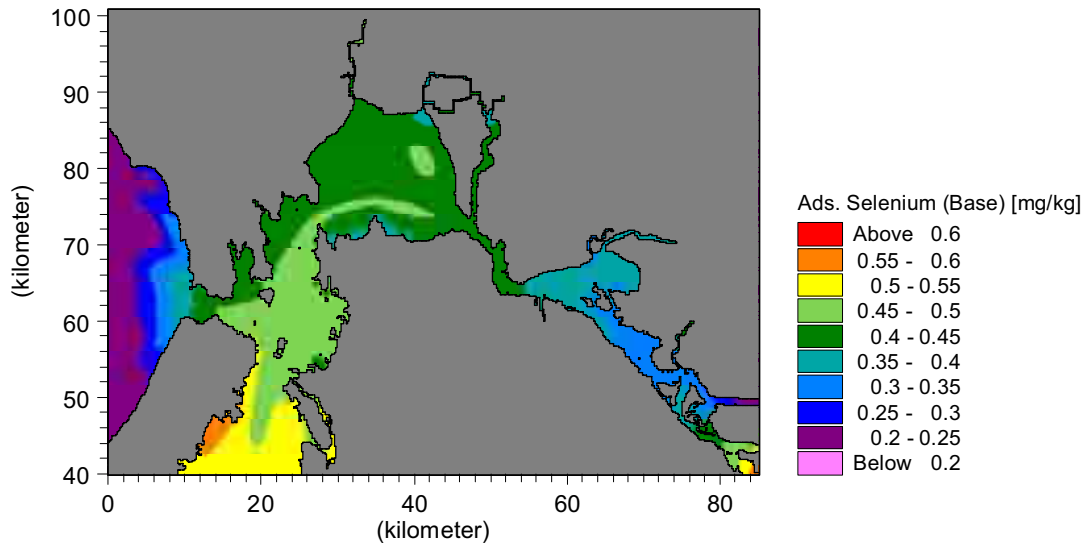 100
90
80
70
60
50
40
(kilometer)
0 20 40 60 80
(kilometer)
Ads. Selenium (Base) [mg/kg]
Above 0.6
0.55 - 0.6
0.5 - 0.55
0.45 - 0.5
0.4 - 0.45
0.35 - 0.4
0.3 - 0.35
0.25 - 0.3
0.2 - 0.25
Below 0.2